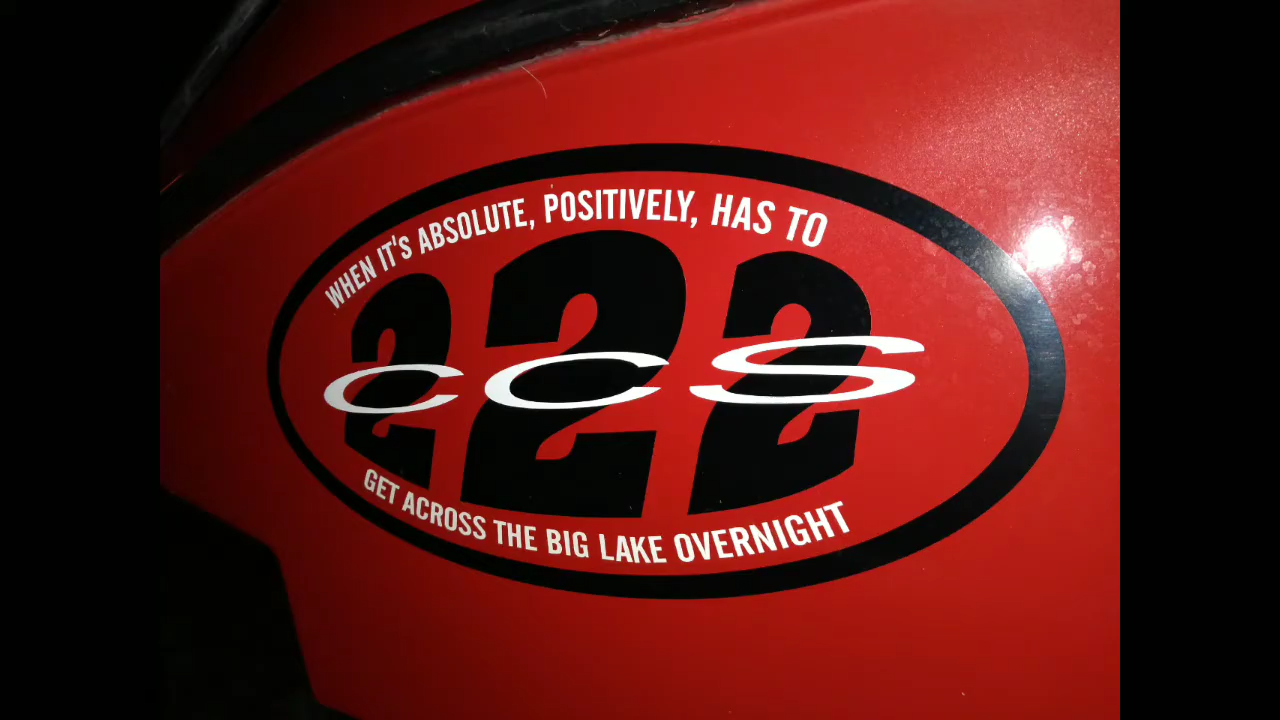 WHEN IT'S ABSOLUTE, POSITIVELY, HAS TO
222
CCS
GET ACROSS THE BIG LAKE OVERNIGHT